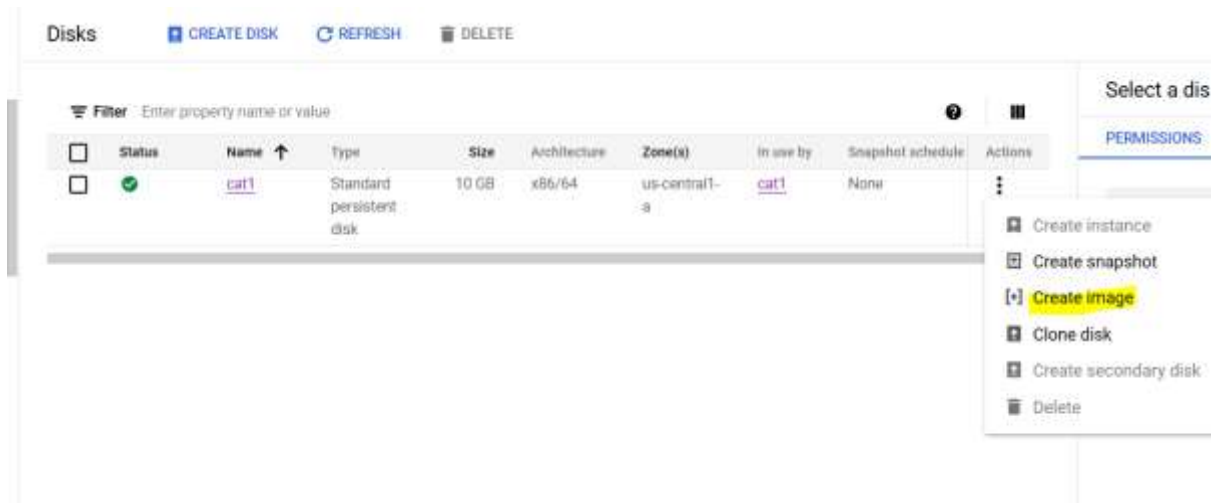 Disks CREATE DISK REFRESH DELETE
Select a dis
Filter Enter property name or value
PERMISSIONS
Status Name Type Size Architecture Zone(s) In use by Snapshot schedule Actions
cat1 Standard 10 GB x86/64 us-central1- cat1 None
persistent a
disk
Create instance
Create snapshot
Create image
Clone disk
Create secondary disk
Delete